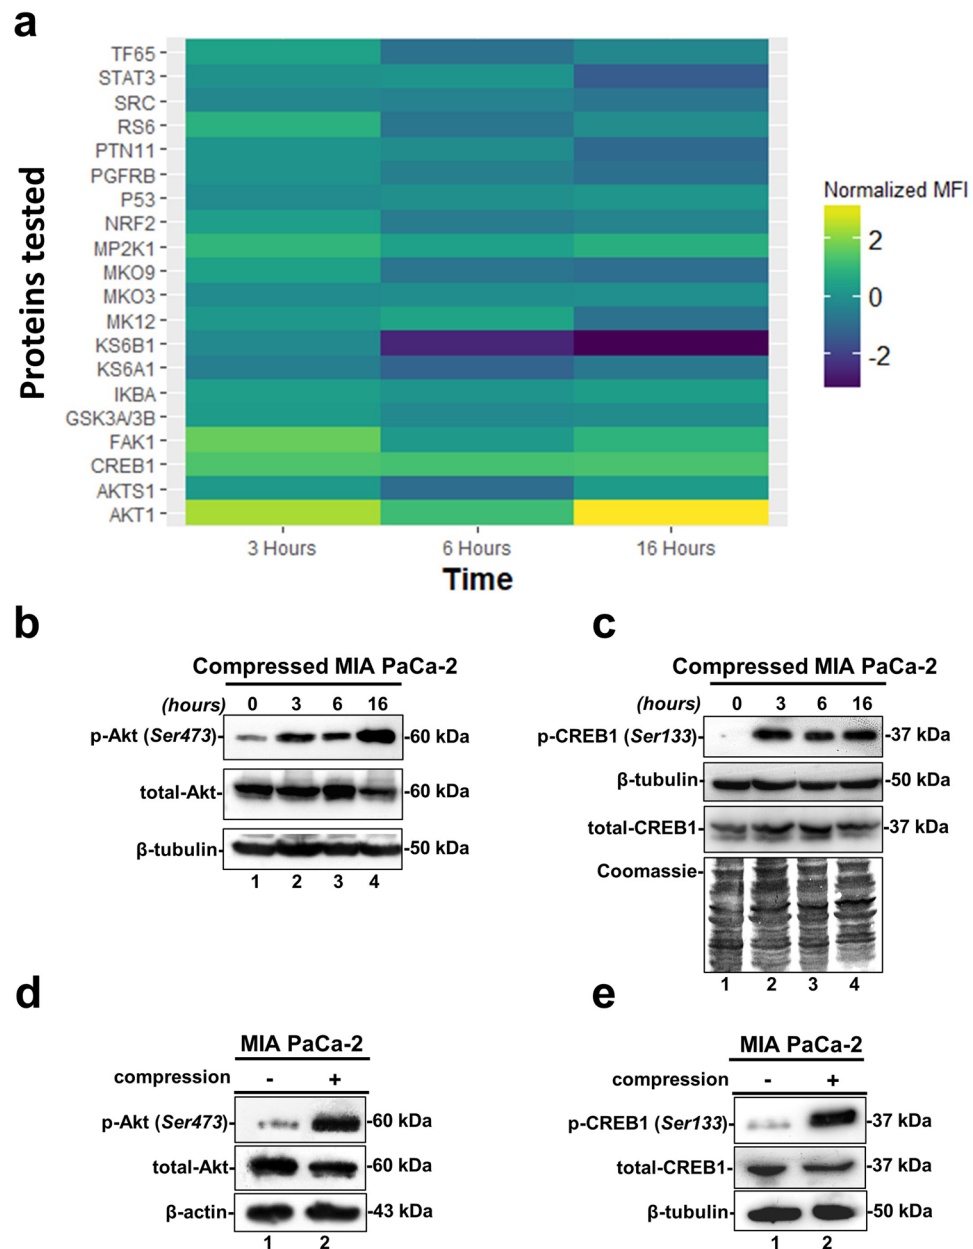 a
Proteins tested
TF65
STAT3
SRC
RS6
PTN11
PGFRB
P53
NRF2
MP2K1
MKO9
MKO3
MK12
KS6B1
KS6A1
IKBA
GSK3A/3B
FAK1
CREB1
AKTS1
AKT1
3 Hours 6 Hours 16 Hours
Time
Normalized MFI
2
0
-2
b
Compressed MIA PaCa-2
(hours) 0 3 6 16
p-Akt (Ser473)- -60 kDa
total-Akt- -60 kDa
β-tubulin- -50 kDa
1 2 3 4
c
Compressed MIA PaCa-2
(hours) 0 3 6 16
p-CREB1 (Ser133)- -37 kDa
β-tubulin- -50 kDa
total-CREB1- -37 kDa
Coomassie-
1 2 3 4
d
MIA PaCa-2
compression - +
p-Akt (Ser473)- -60 kDa
total-Akt- -60 kDa
β-actin- -43 kDa
1 2
e
MIA PaCa-2
compression - +
p-CREB1 (Ser133)- -37 kDa
total-CREB1- -37 kDa
β-tubulin- -50 kDa
1 2